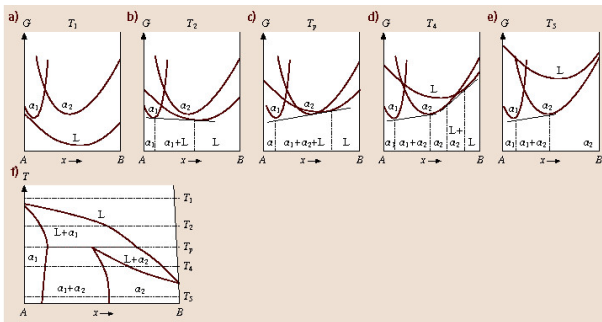 a) G T1
α1
α2
L
A x B
b) G T2
α1
α2
α1 α1+L L
A x B
c) G Tp
α1
α2
α α1+α2+L L
A x B
d) G T4
L
α1
α2
L+
α1 α1+α2 α2 α2 L
A x B
e) G T5
L
α1
α2
α1 α1+α2 α2
A x B
f) T
T1
L
T2
L+α1
Tp
α1
L+α2
T4
α1+α2
α2
T5
A x B